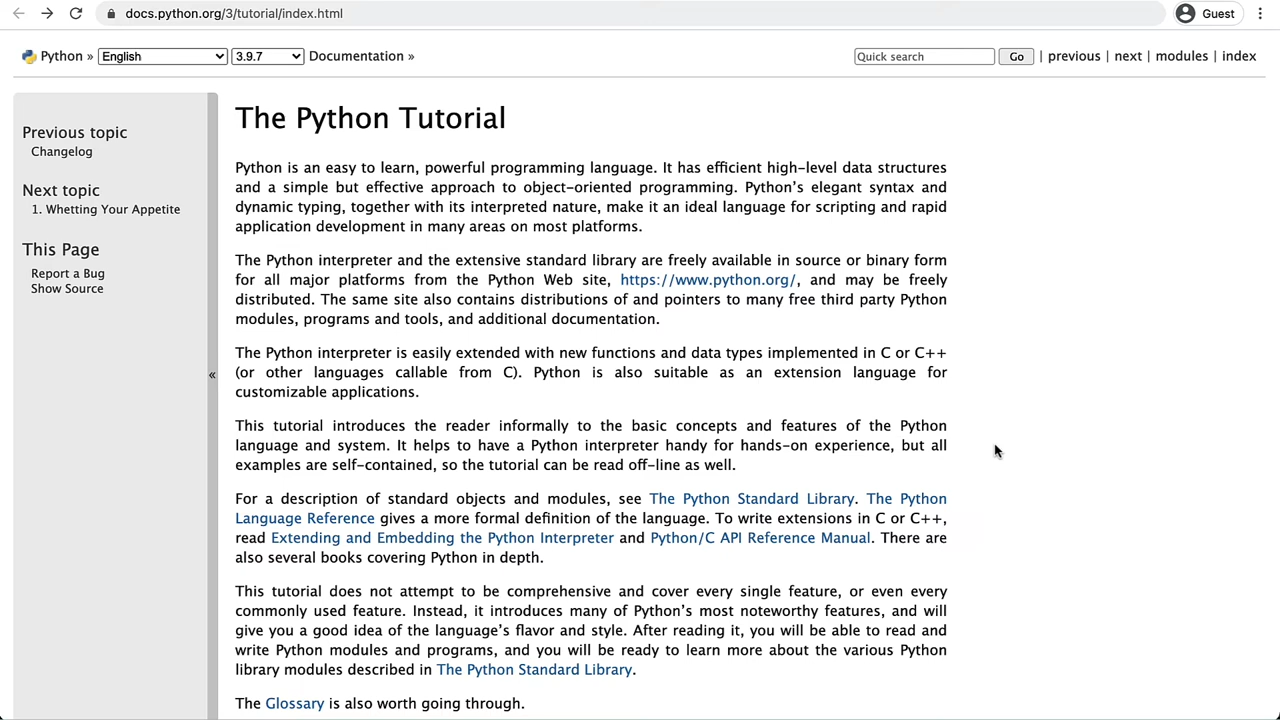 docs.python.org/3/tutorial/index.html
Guest
Python » English 3.9.7 Documentation » Quick search Go | previous | next | modules | index
Previous topic
Changelog
Next topic
1. Whetting Your Appetite
This Page
Report a Bug
Show Source
«
The Python Tutorial
Python is an easy to learn, powerful programming language. It has efficient high-level data structures
and a simple but effective approach to object-oriented programming. Python's elegant syntax and
dynamic typing, together with its interpreted nature, make it an ideal language for scripting and rapid
application development in many areas on most platforms.
The Python interpreter and the extensive standard library are freely available in source or binary form
for all major platforms from the Python Web site, https://www.python.org/, and may be freely
distributed. The same site also contains distributions of and pointers to many free third party Python
modules, programs and tools, and additional documentation.
The Python interpreter is easily extended with new functions and data types implemented in C or C++
(or other languages callable from C). Python is also suitable as an extension language for
customizable applications.
This tutorial introduces the reader informally to the basic concepts and features of the Python
language and system. It helps to have a Python interpreter handy for hands-on experience, but all
examples are self-contained, so the tutorial can be read off-line as well.
For a description of standard objects and modules, see The Python Standard Library. The Python
Language Reference gives a more formal definition of the language. To write extensions in C or C++,
read Extending and Embedding the Python Interpreter and Python/C API Reference Manual. There are
also several books covering Python in depth.
This tutorial does not attempt to be comprehensive and cover every single feature, or even every
commonly used feature. Instead, it introduces many of Python's most noteworthy features, and will
give you a good idea of the language's flavor and style. After reading it, you will be able to read and
write Python modules and programs, and you will be ready to learn more about the various Python
library modules described in The Python Standard Library.
The Glossary is also worth going through.